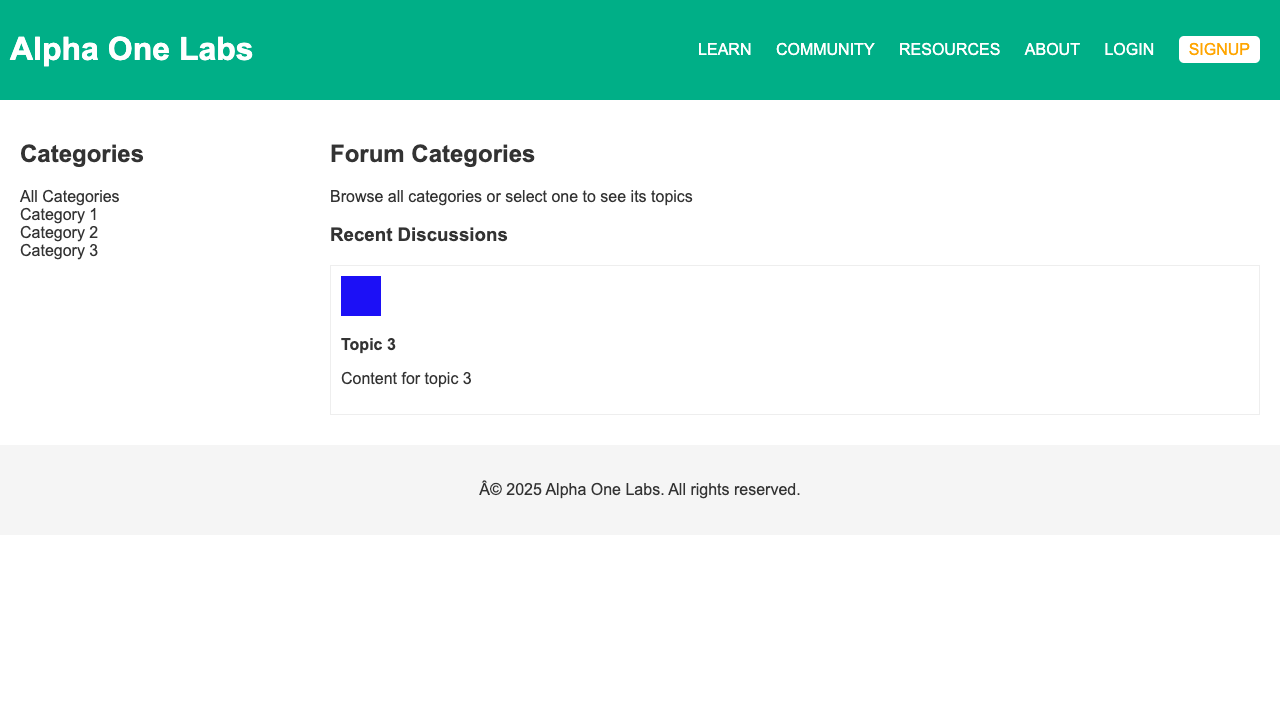 Alpha One Labs
LEARN COMMUNITY RESOURCES ABOUT LOGIN SIGNUP
Categories
All Categories
Category 1
Category 2
Category 3
Forum Categories
Browse all categories or select one to see its topics
Recent Discussions
Topic 3
Content for topic 3
Â© 2025 Alpha One Labs. All rights reserved.